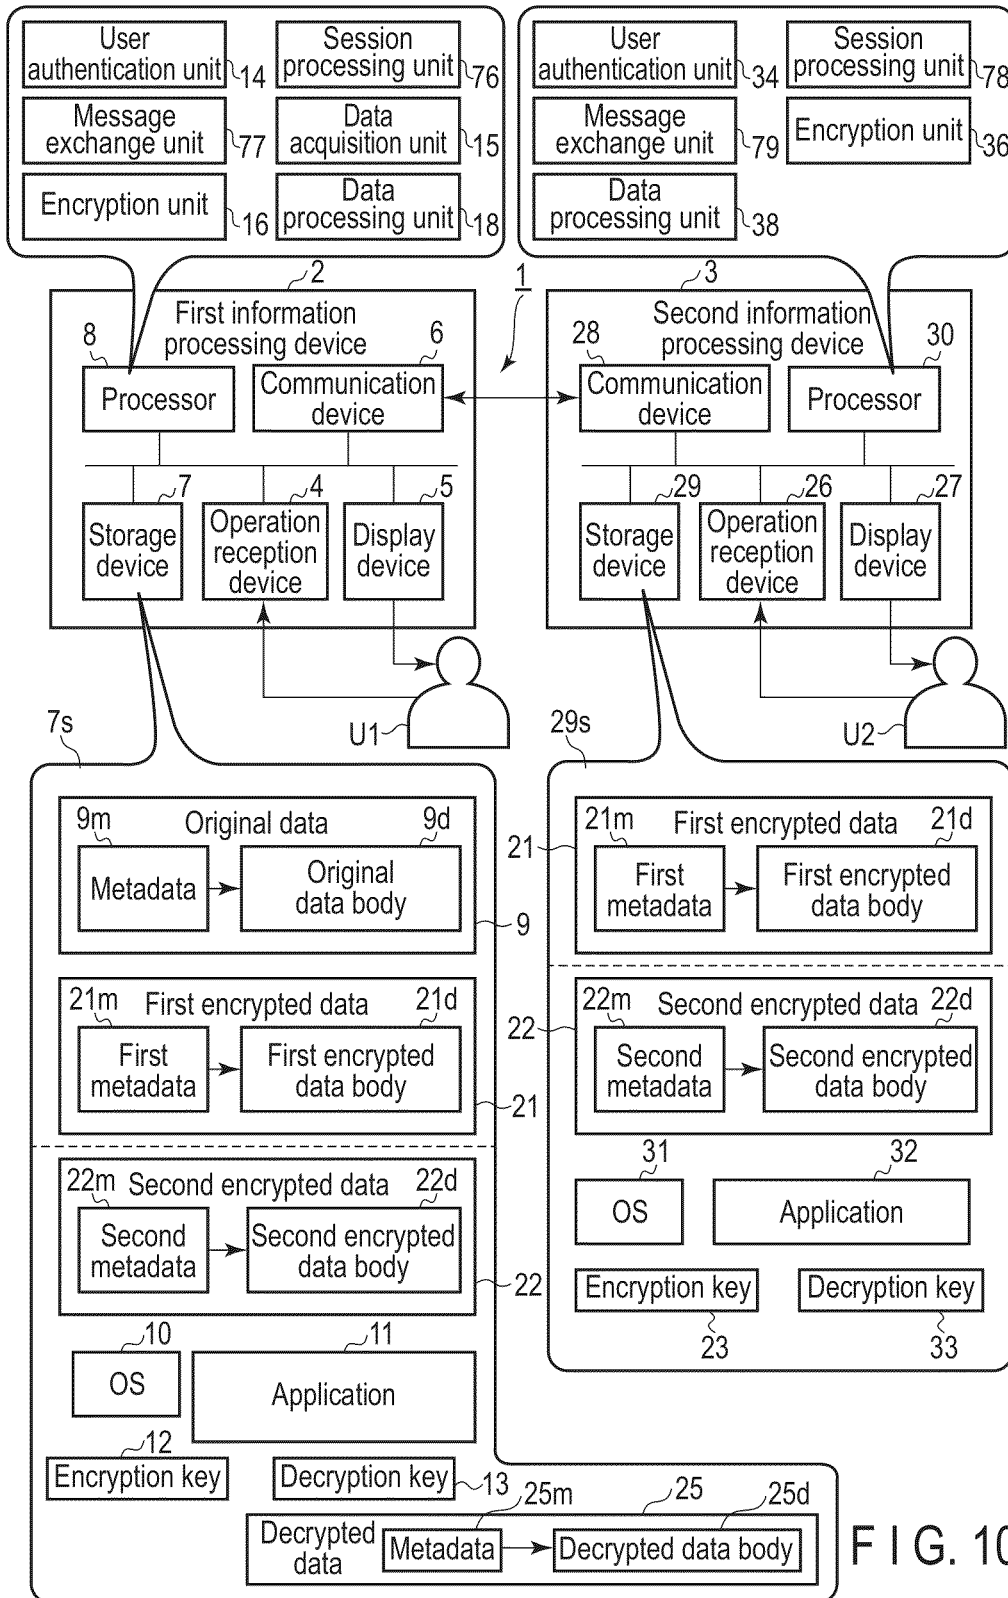 User
authentication unit 14
Session
processing unit 76
Message
exchange unit 77
Data
acquisition unit 15
Encryption unit 16
Data
processing unit 18
User
authentication unit 34
Session
processing unit 78
Message
exchange unit 79
Encryption unit 36
Data
processing unit 38
2
First information
processing device
8
Processor
6
Communication
device
7
Storage
device
4
Operation
reception
device
5
Display
device
U1
1
3
Second information
processing device
28
Communication
device
30
Processor
29
Storage
device
26
Operation
reception
device
27
Display
device
U2
7s
9m
Original data
9d
Metadata
Original
data body
9
21m
First encrypted data
21d
First
metadata
First encrypted
data body
21
22m
Second encrypted data
22d
Second
metadata
Second encrypted
data body
22
10
OS
11
Application
12
Encryption key
Decryption key
13
25m
25
25d
Decrypted
data
Metadata
Decrypted data body
29s
21m
First encrypted data
21d
21
First
metadata
First encrypted
data body
22m
Second encrypted data
22d
22
Second
metadata
Second encrypted
data body
31
OS
32
Application
Encryption key
23
Decryption key
33
F I G. 10